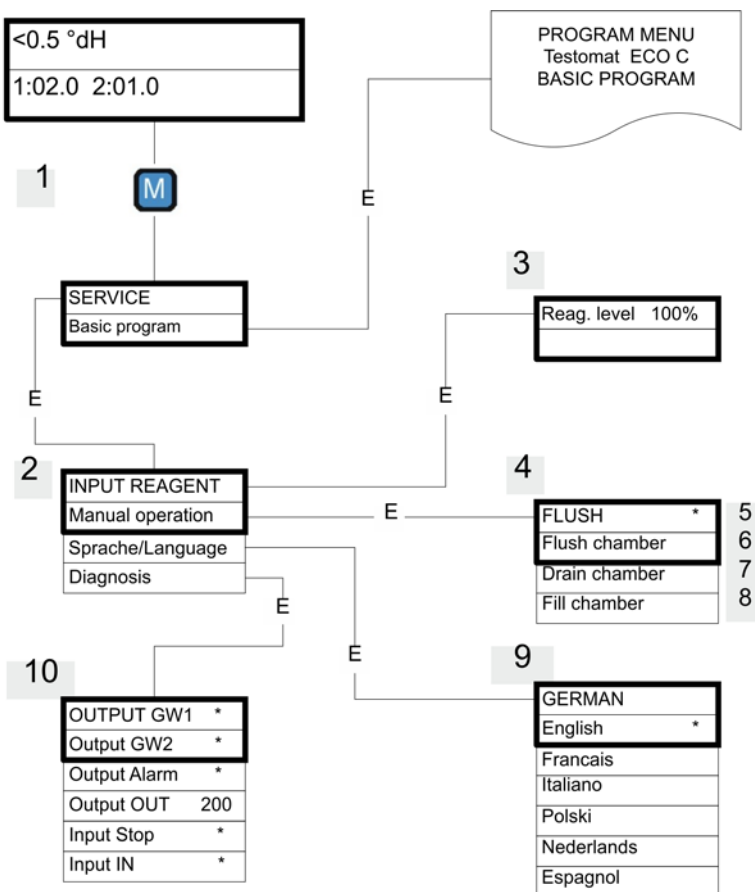 <0.5 °dH
1:02.0 2:01.0
PROGRAM MENU
Testomat ECO C
BASIC PROGRAM
1
M
E
SERVICE
Basic program
3
Reag. level 100%
E
E
2
INPUT REAGENT
Manual operation
Sprache/Language
Diagnosis
E
4
FLUSH * 5
Flush chamber 6
Drain chamber 7
Fill chamber 8
E
E
10
OUTPUT GW1 *
Output GW2 *
Output Alarm *
Output OUT 200
Input Stop *
Input IN *
9
GERMAN
English *
Francais
Italiano
Polski
Nederlands
Espagnol